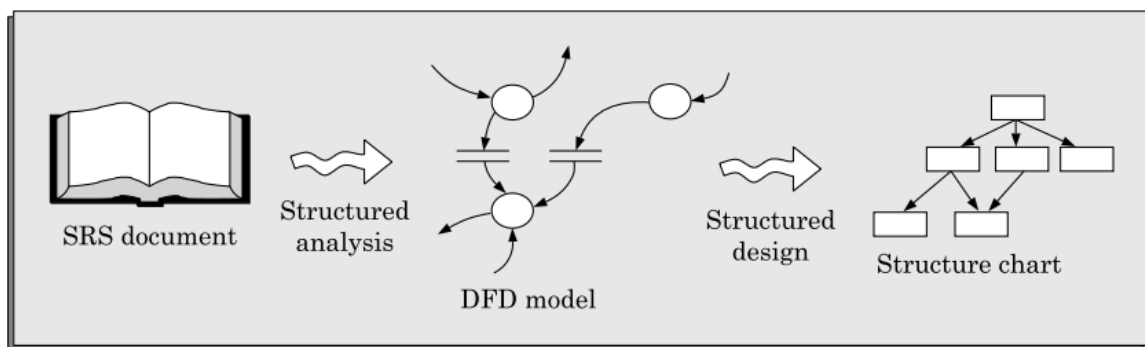 SRS document
Structured
analysis
DFD model
Structured
design
Structure chart